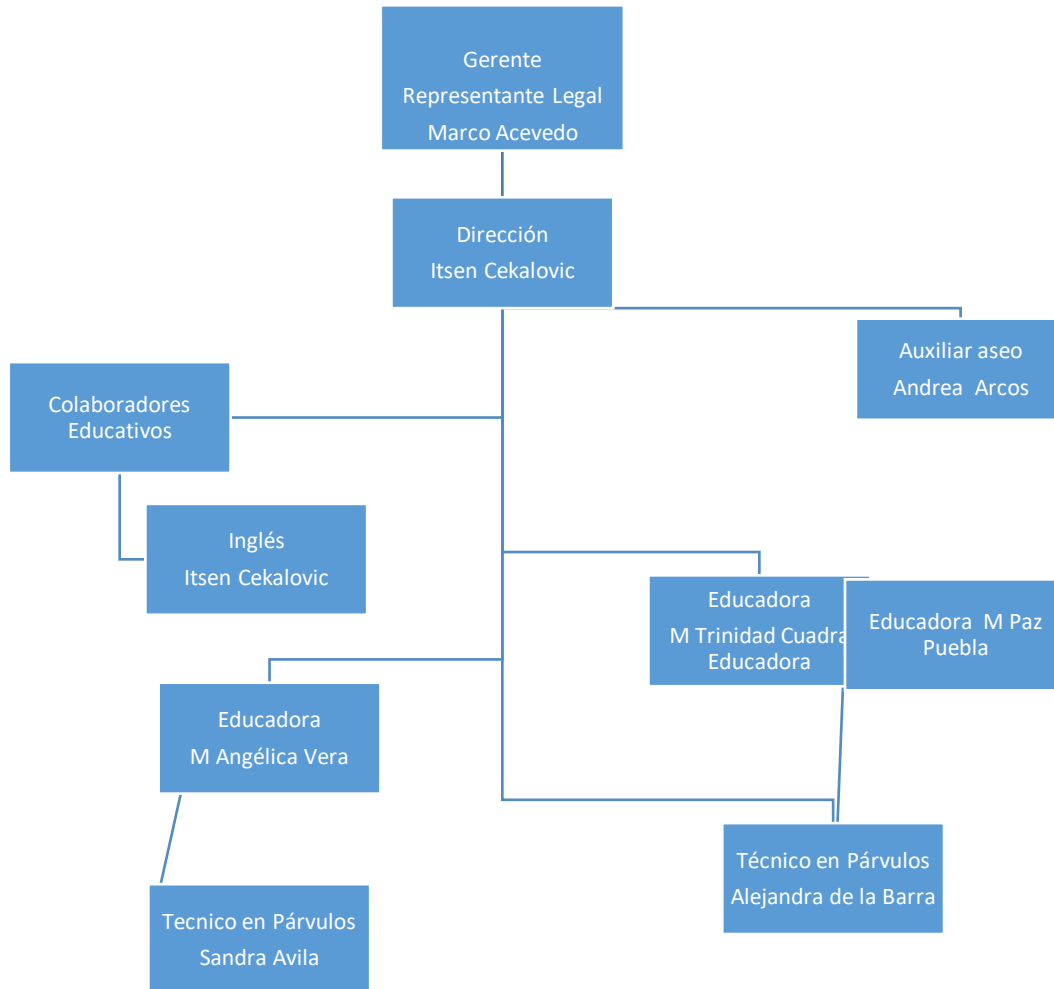 Gerente
Representante Legal
Marco Acevedo
Dirección
Itsen Cekalovic
Auxiliar aseo
Andrea Arcos
Colaboradores
Educativos
Inglés
Itsen Cekalovic
Educadora
M Trinidad Cuadra
Educadora
Educadora M Paz
Puebla
Educadora
M Angélica Vera
Técnico en Párvulos
Alejandra de la Barra
Tecnico en Párvulos
Sandra Avila